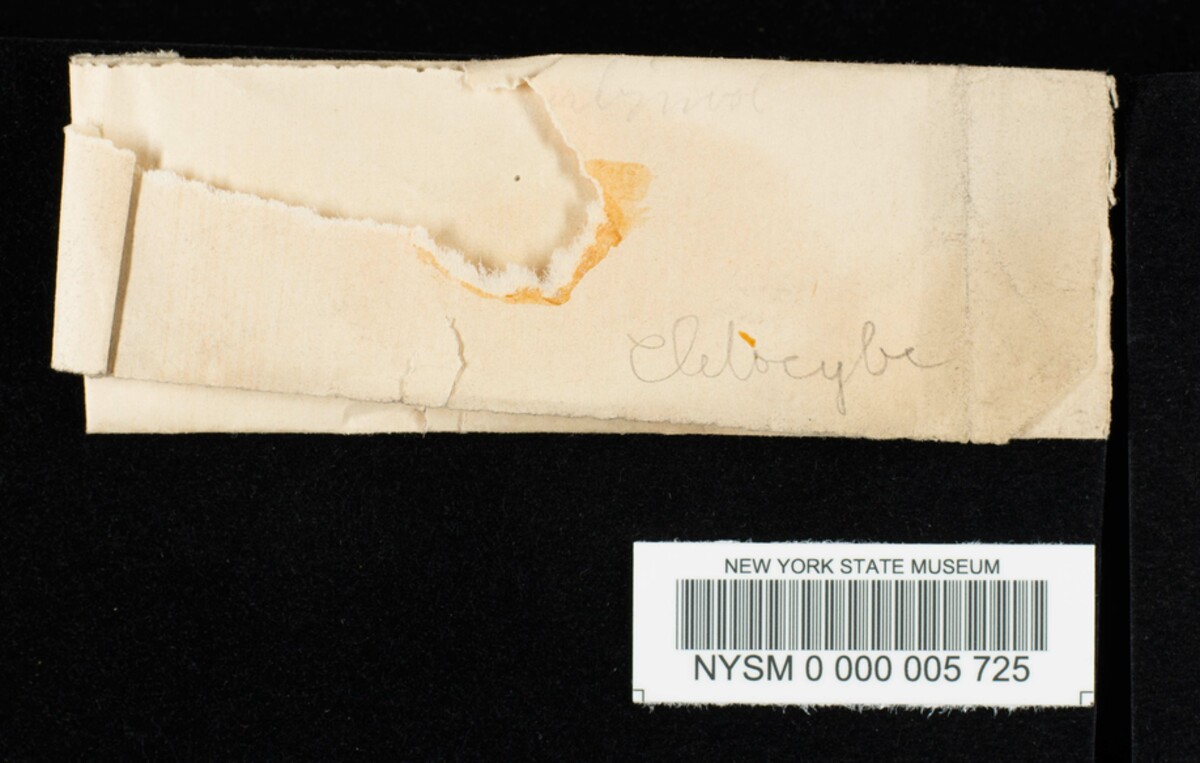 Clitocybe
NEW YORK STATE MUSEUM
NYSM 0 000 005 725